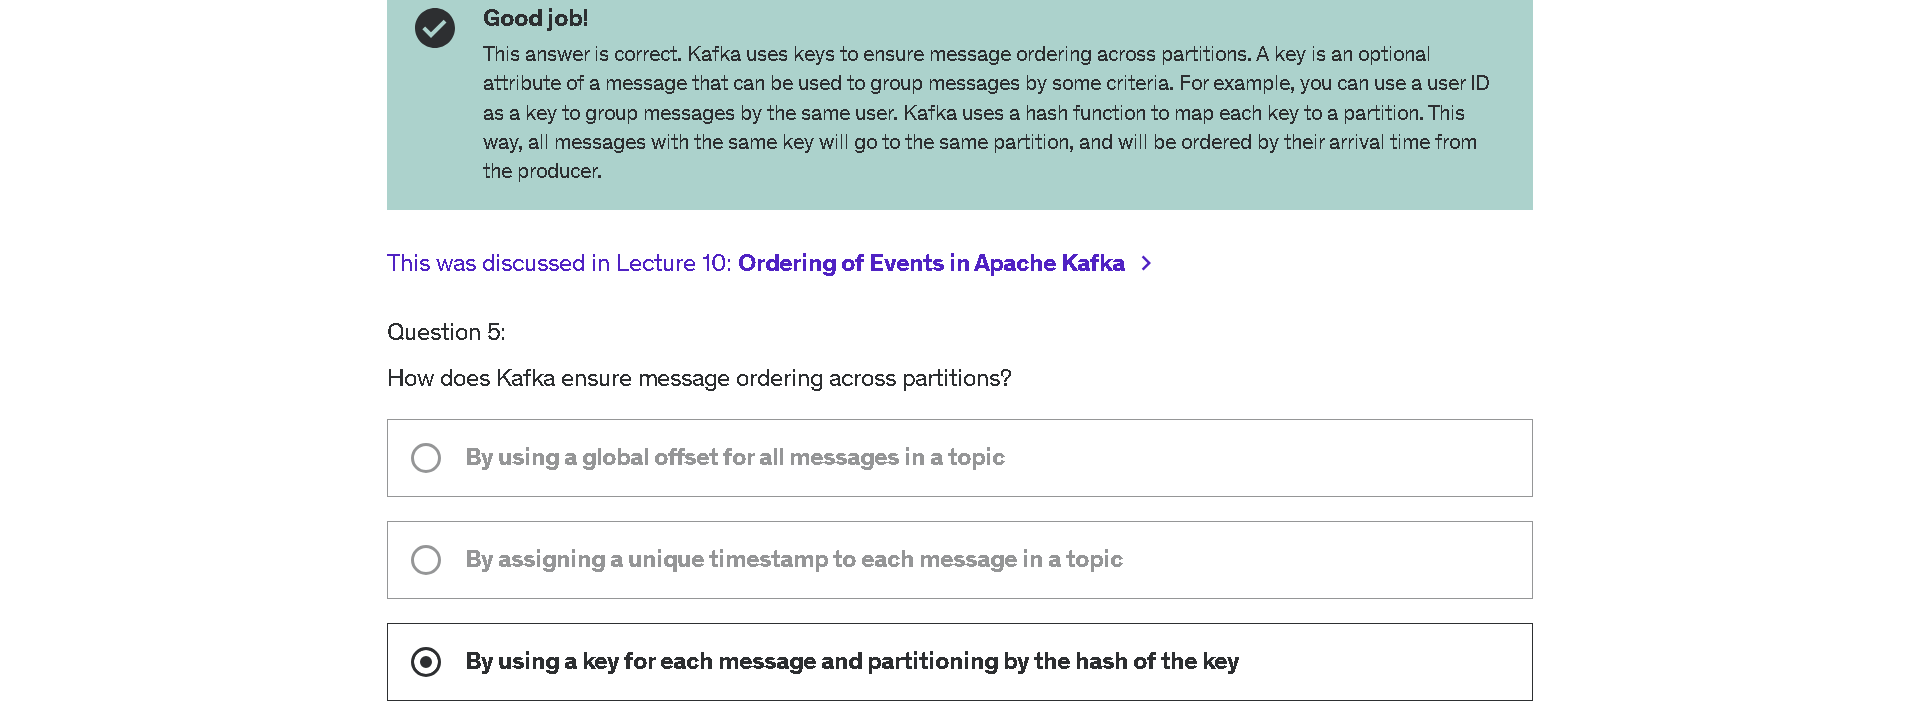 Good job!
This answer is correct. Kafka uses keys to ensure message ordering across partitions. A key is an optional
attribute of a message that can be used to group messages by some criteria. For example, you can use a user ID
as a key to group messages by the same user. Kafka uses a hash function to map each key to a partition. This
way, all messages with the same key will go to the same partition, and will be ordered by their arrival time from
the producer.
This was discussed in Lecture 10: Ordering of Events in Apache Kafka
Question 5:
How does Kafka ensure message ordering across partitions?
By using a global offset for all messages in a topic
By assigning a unique timestamp to each message in a topic
By using a key for each message and partitioning by the hash of the key